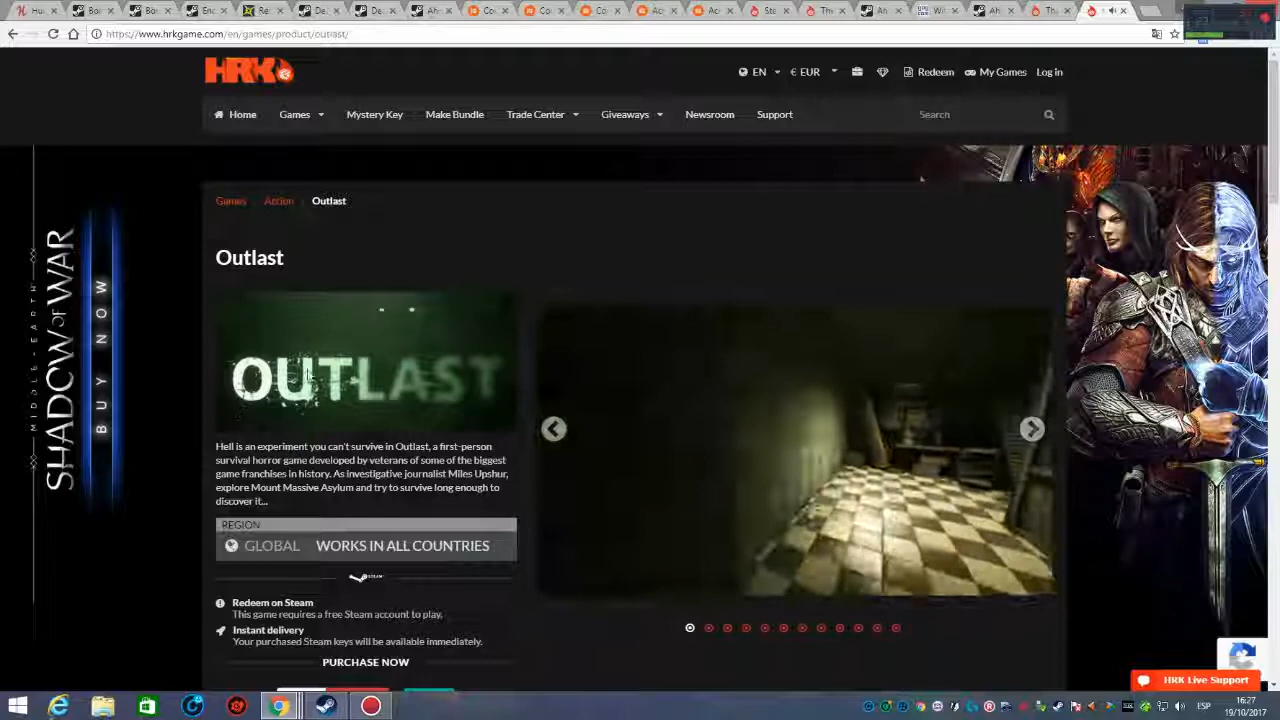 https://www.hrkgame.com/en/games/product/outlast/
HRK
EN
€ EUR
Redeem
My Games
Log in
Home
Games
Mystery Key
Make Bundle
Trade Center
Giveaways
Newsroom
Support
Search
Games
Action
Outlast
Outlast
OUTLAST
Hell is an experiment you can't survive in Outlast, a first-person
survival horror game developed by veterans of some of the biggest
game franchises in history. As investigative journalist Miles Upshur,
explore Mount Massive Asylum and try to survive long enough to
discover it...
REGION
GLOBAL WORKS IN ALL COUNTRIES
STEAM
Redeem on Steam
This game requires a free Steam account to play.
Instant delivery
Your purchased Steam keys will be available immediately.
PURCHASE NOW
MIDDLE-EARTH
SHADOW OF WAR
BUY NOW
HRK Live Support
ESP
16:27
19/10/2017